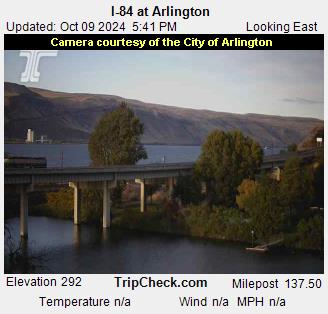 I-84 at Arlington
Updated: Oct 09 2024 5:41 PM Looking East
Camera courtesy of the City of Arlington
Elevation 292 TripCheck.com Milepost 137.50
Temperature n/a Wind n/a MPH n/a